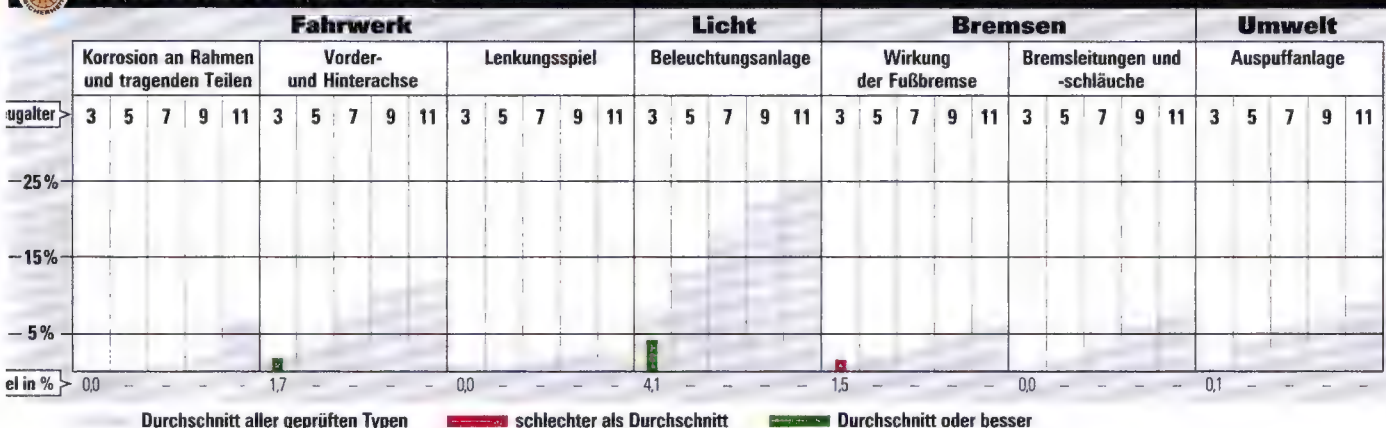 SICHERHEIT
Fahrwerk Licht Bremsen Umwelt
Korrosion an Rahmen und tragenden Teilen
Vorder- und Hinterachse
Lenkungsspiel
Beleuchtungsanlage
Wirkung der Fußbremse
Bremsleitungen und -schläuche
Auspuffanlage
ugalter 3 5 7 9 11 3 5 7 9 11 3 5 7 9 11 3 5 7 9 11 3 5 7 9 11 3 5 7 9 11 3 5 7 9 11
25%
15%
5%
el in % 0,0 – – – – 1,7 – – – – 0,0 – – – – 4,1 – – – – 1,5 – – – – 0,0 – – – – 0,1 – – – –
Durchschnitt aller geprüften Typen schlechter als Durchschnitt Durchschnitt oder besser